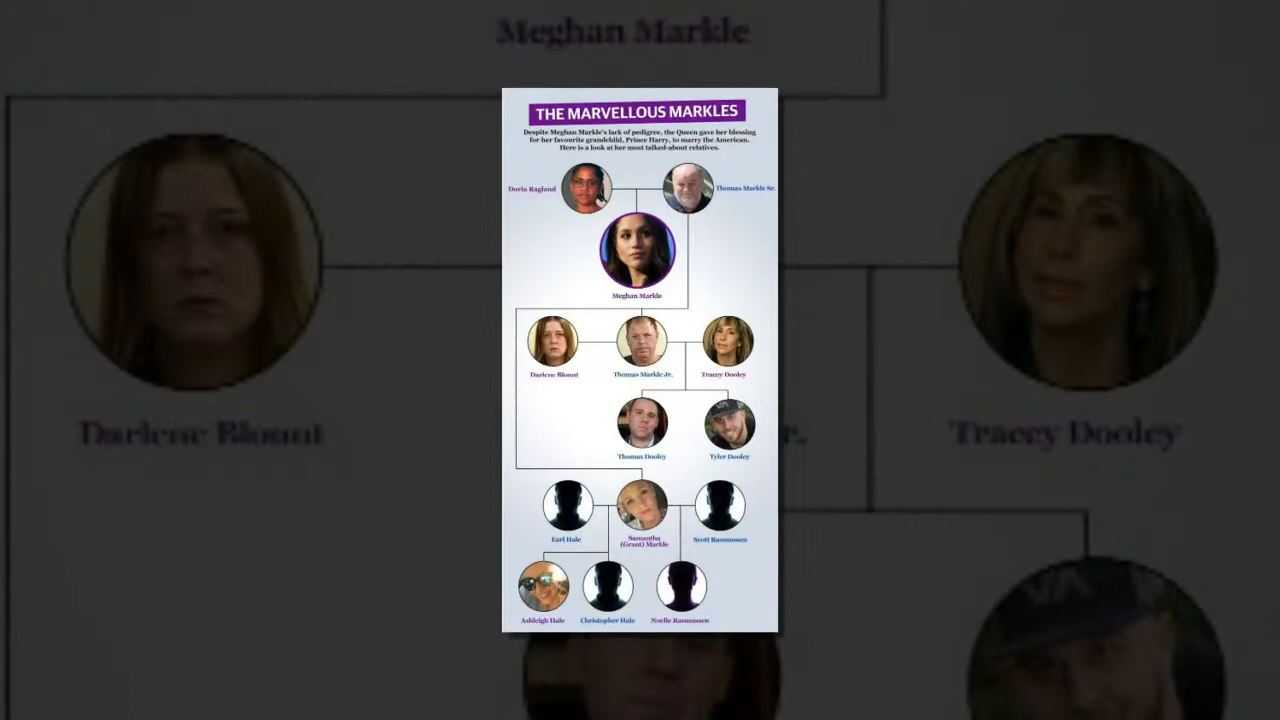 Meghan Markle
THE MARVELLOUS MARKLES
Despite Meghan Markle's lack of pedigree, the Queen gave her blessing
for her favourite grandchild, Prince Harry, to marry the American.
Here is a look at her most talked-about relatives.
Doria Ragland
Thomas Markle Sr.
Meghan Markle
Darlene Blount
Thomas Markle Jr.
Tracey Dooley
Darlene Blount
r.
Tracey Dooley
Thomas Dooley
Tyler Dooley
Earl Hale
Samantha
(Grant) Markle
Scott Rasmussen
Ashleigh Hale
Christopher Hale
Noelle Rasmussen